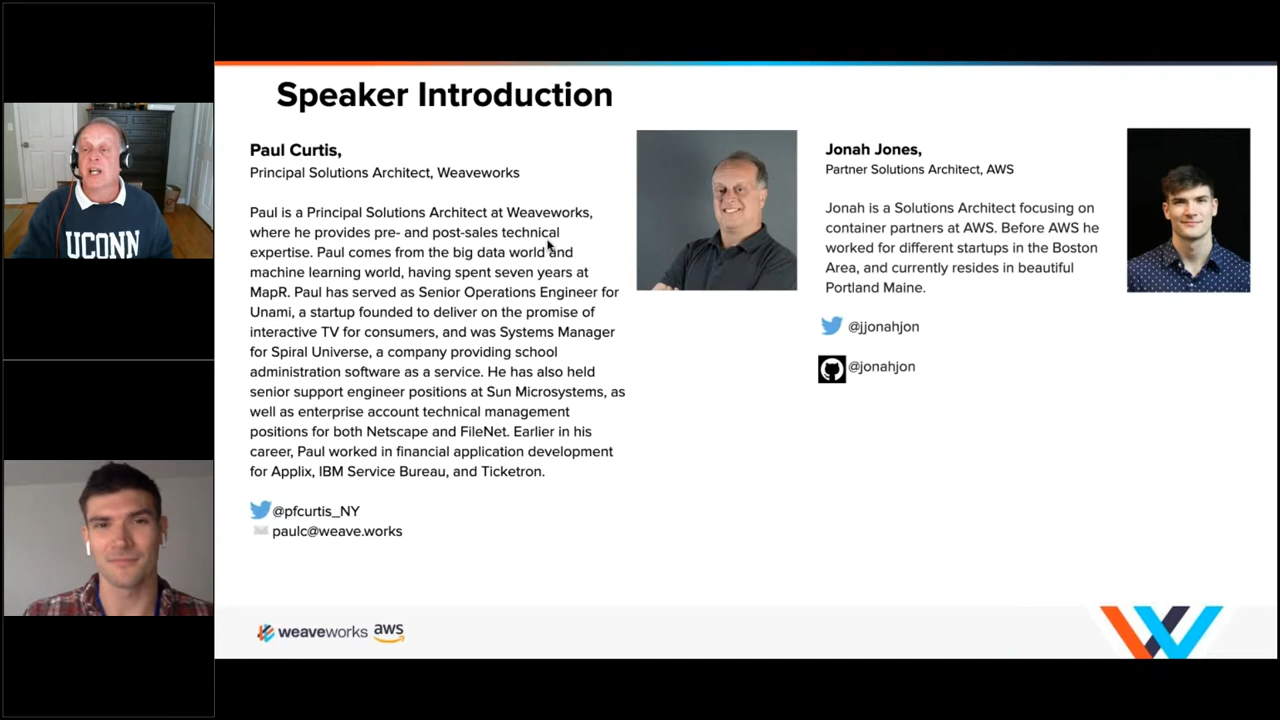 Speaker Introduction
Paul Curtis,
Principal Solutions Architect, Weaveworks
Paul is a Principal Solutions Architect at Weaveworks,
where he provides pre- and post-sales technical
expertise. Paul comes from the big data world and
machine learning world, having spent seven years at
MapR. Paul has served as Senior Operations Engineer for
Unami, a startup founded to deliver on the promise of
interactive TV for consumers, and was Systems Manager
for Spiral Universe, a company providing school
administration software as a service. He has also held
senior support engineer positions at Sun Microsystems, as
well as enterprise account technical management
positions for both Netscape and FileNet. Earlier in his
career, Paul worked in financial application development
for Applix, IBM Service Bureau, and Ticketron.
@pfcurtis_NY
paulc@weave.works
Jonah Jones,
Partner Solutions Architect, AWS
Jonah is a Solutions Architect focusing on
container partners at AWS. Before AWS he
worked for different startups in the Boston
Area, and currently resides in beautiful
Portland Maine.
@jjonahjon
@jonahjon
UCONN
weaveworks
aws